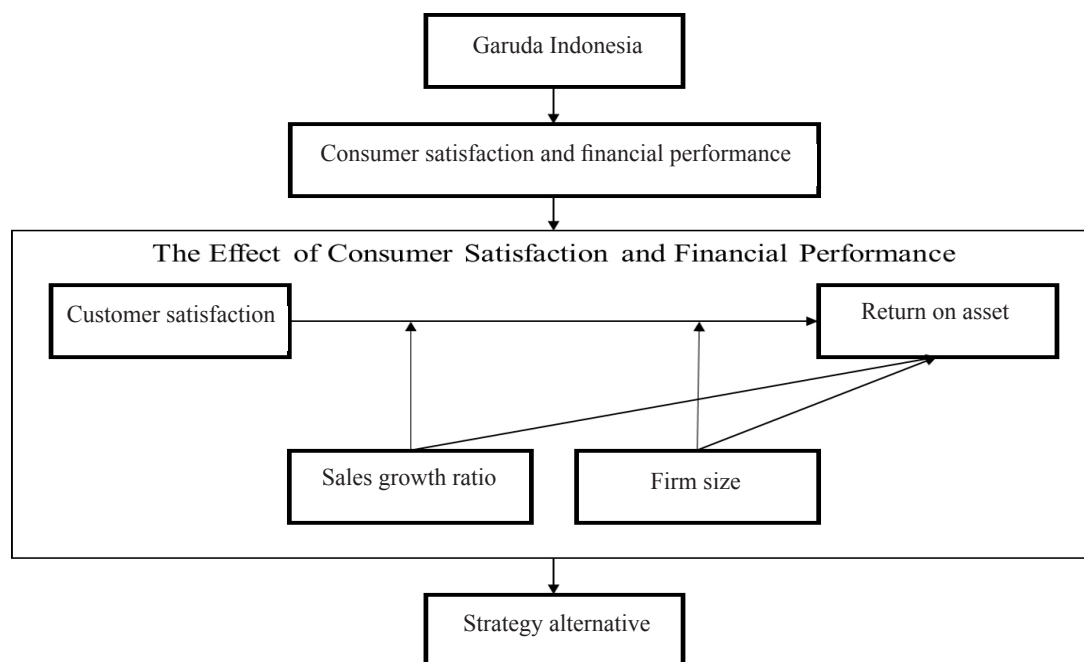 Garuda Indonesia
Consumer satisfaction and financial performance
The Effect of Consumer Satisfaction and Financial Performance
Customer satisfaction
Return on asset
Sales growth ratio
Firm size
Strategy alternative